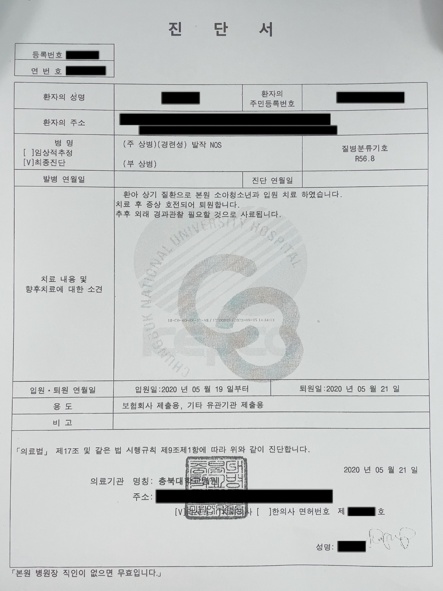 진 단 서
등록번호
연 번 호
환자의 성명
환자의
주민등록번호
환자의 주소
병 명
[ ]임상적추정
[V]최종진단
(주 상병)(경련성) 발작 NOS
(부 상병)
질병분류기호
R56.8
발병 연월일
진단 연월일
치료 내용 및
향후치료에 대한 소견
환아 상기 질환으로 본원 소아청소년과 입원 치료 하였습니다.
치료 후 증상 호전되어 퇴원합니다.
추후 외래 경과관찰 필요할 것으로 사료됩니다.
CHUNGBUK NATIONAL UNIVERSITY HOSPITAL
입원·퇴원 연월일
입원일:2020 년 05 월 19 일부터
퇴원일:2020 년 05 월 21 일
용 도
보험회사 제출용, 기타 유관기관 제출용
비 고
「의료법」 제17조 및 같은 법 시행규칙 제9조제1항에 따라 위와 같이 진단합니다.
2020 년 05 월 21 일
의료기관 명칭: 충북대학교병원
주소:
[V] [ ]한의사 면허번호 제 호
성명:
「본원 병원장 직인이 없으면 무효입니다.」